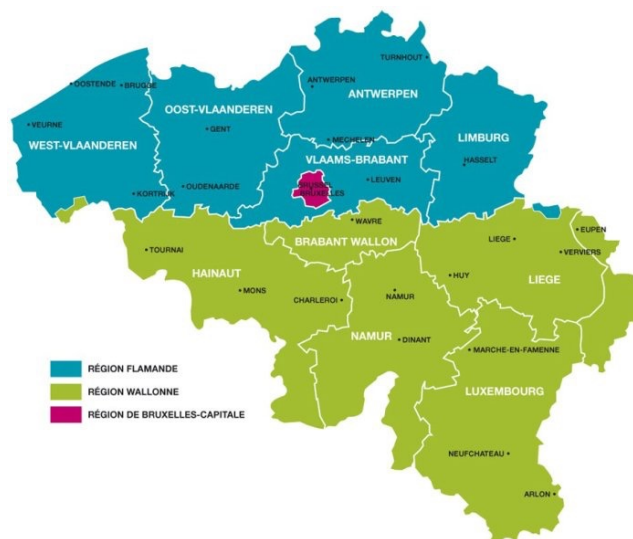 TURNHOUT
OOSTENDE
BRUGGE
ANTWERPEN
ANTWERPEN
OOST-VLAANDEREN
VEURNE
GENT
WEST-VLAANDEREN
MECHELEN
LIMBURG
VLAAMS-BRABANT
HASSELT
KORTRIJK
OUDENAARDE
BRUSSEL
BRUXELLES
LEUVEN
WAVRE
EUPEN
BRABANT WALLON
LIEGE
TOURNAI
VERVIERS
HAINAUT
HUY
LIEGE
MONS
CHARLEROI
NAMUR
NAMUR
DINANT
MARCHE-EN-FAMENNE
RÉGION FLAMANDE
RÉGION WALLONNE
LUXEMBOURG
RÉGION DE BRUXELLES-CAPITALE
NEUFCHATEAU
ARLON